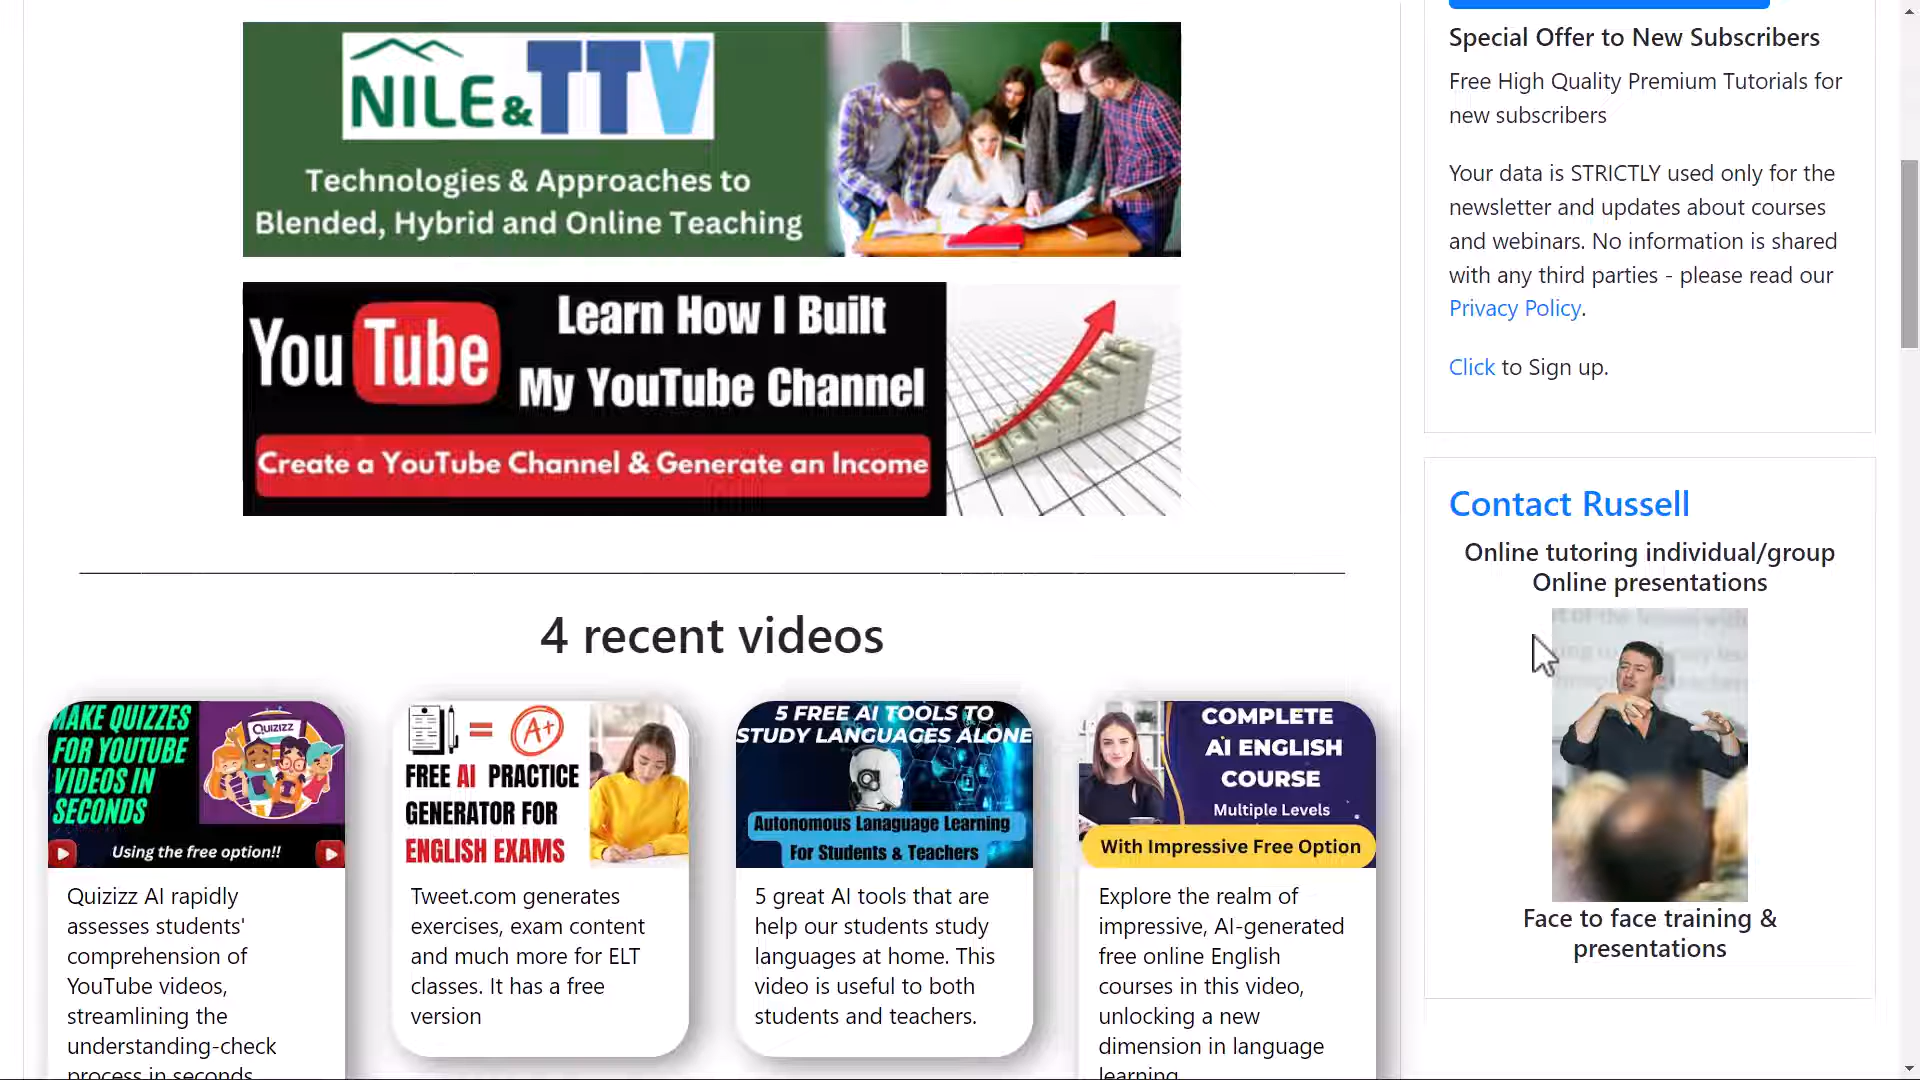 NILE & TTV
Technologies & Approaches to
Blended, Hybrid and Online Teaching
YouTube
Learn How I Built
My YouTube Channel
Create a YouTube Channel & Generate an Income
4 recent videos
MAKE QUIZZES
FOR YOUTUBE
VIDEOS IN
SECONDS
Quizizz
Using the free option!!
Quizizz AI rapidly
assesses students'
comprehension of
YouTube videos,
streamlining the
understanding-check
process in seconds
= A+
FREE AI PRACTICE
GENERATOR FOR
ENGLISH EXAMS
Tweet.com generates
exercises, exam content
and much more for ELT
classes. It has a free
version
5 FREE AI TOOLS TO
STUDY LANGUAGES ALONE
Autonomous Lanaguage Learning
For Students & Teachers
5 great AI tools that are
help our students study
languages at home. This
video is useful to both
students and teachers.
COMPLETE
AI ENGLISH
COURSE
Multiple Levels
With Impressive Free Option
Explore the realm of
impressive, AI-generated
free online English
courses in this video,
unlocking a new
dimension in language
learning
Special Offer to New Subscribers
Free High Quality Premium Tutorials for
new subscribers
Your data is STRICTLY used only for the
newsletter and updates about courses
and webinars. No information is shared
with any third parties - please read our
Privacy Policy.
Click to Sign up.
Contact Russell
Online tutoring individual/group
Online presentations
Face to face training &
presentations